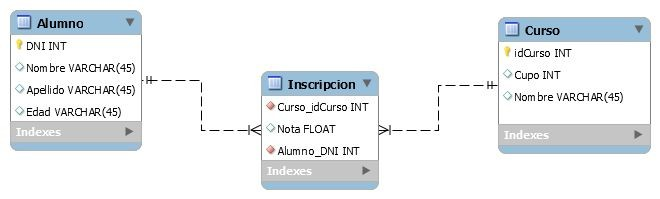 Alumno
DNI INT
Nombre VARCHAR(45)
Apellido VARCHAR(45)
Edad VARCHAR(45)
Indexes
Inscripcion
Curso_idCurso INT
Nota FLOAT
Alumno_DNI INT
Indexes
Curso
idCurso INT
Cupo INT
Nombre VARCHAR(45)
Indexes